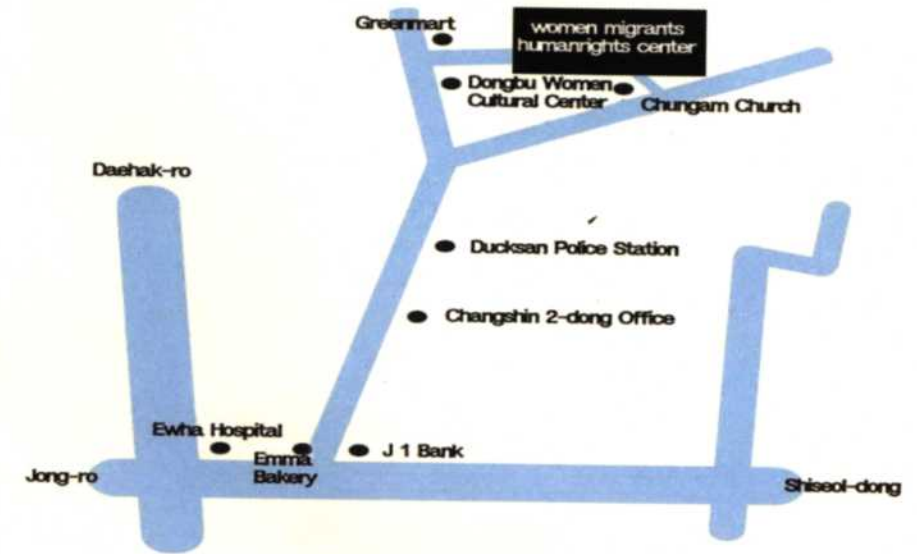 Greenmart
women migrants
humanrights center
Dongbu Women
Cultural Center
Chungam Church
Daehak-ro
Ducksan Police Station
Changshin 2-dong Office
Ewha Hospital
Emma
Bakery
J 1 Bank
Jong-ro
Shiseol-dong